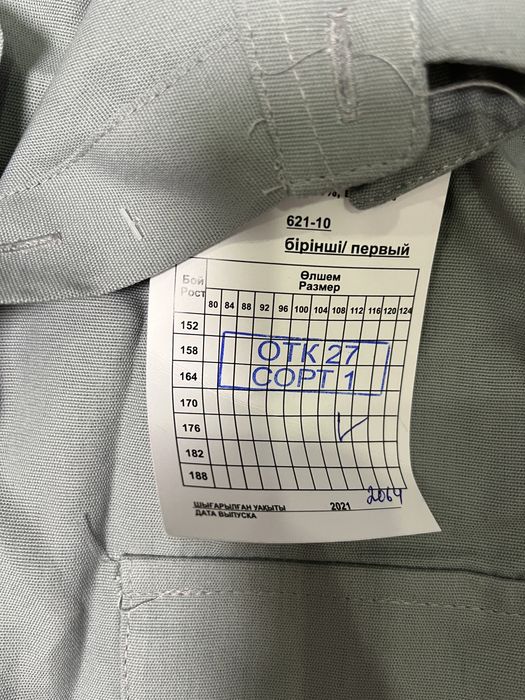 621-10
бірінші/ первый
Бой
Рост
Өлшем
Размер
80 84 88 92 96 100 104 108 112 116 120 124
152
158
164
170
176
182
188
ОТК 27
СОРТ 1
ШЫҒАРЫЛҒАН УАҚЫТЫ
ДАТА ВЫПУСКА
2021
2064